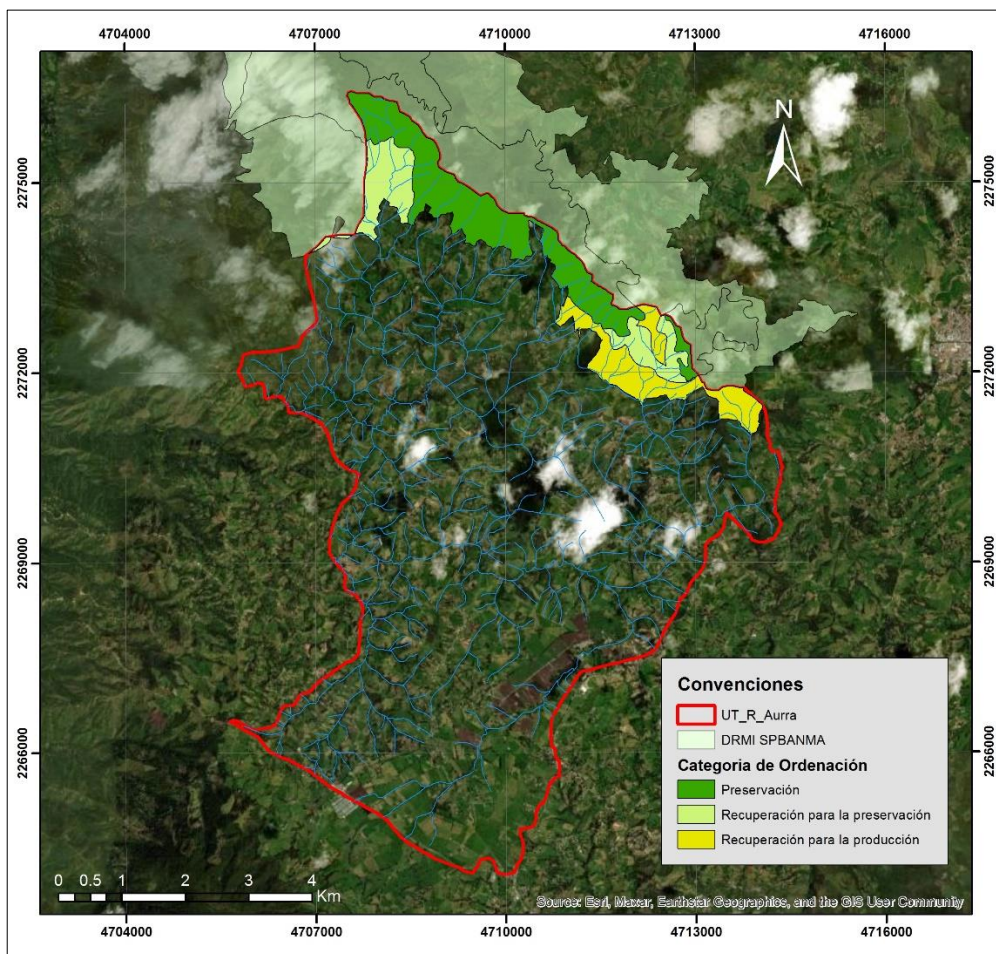 4704000 4707000 4710000 4713000 4716000
N
2275000 2275000
2272000 2272000
2269000 2269000
2266000 2266000
Convenciones
UT_R_Aurra
DRMI SPBANMA
Categoria de Ordenación
Preservación
Recuperación para la preservación
Recuperación para la producción
0 0.5 1 2 3 4
Km
Source: Esri, Maxar, Earthstar Geographics, and the GIS User Community
4704000 4707000 4710000 4713000 4716000